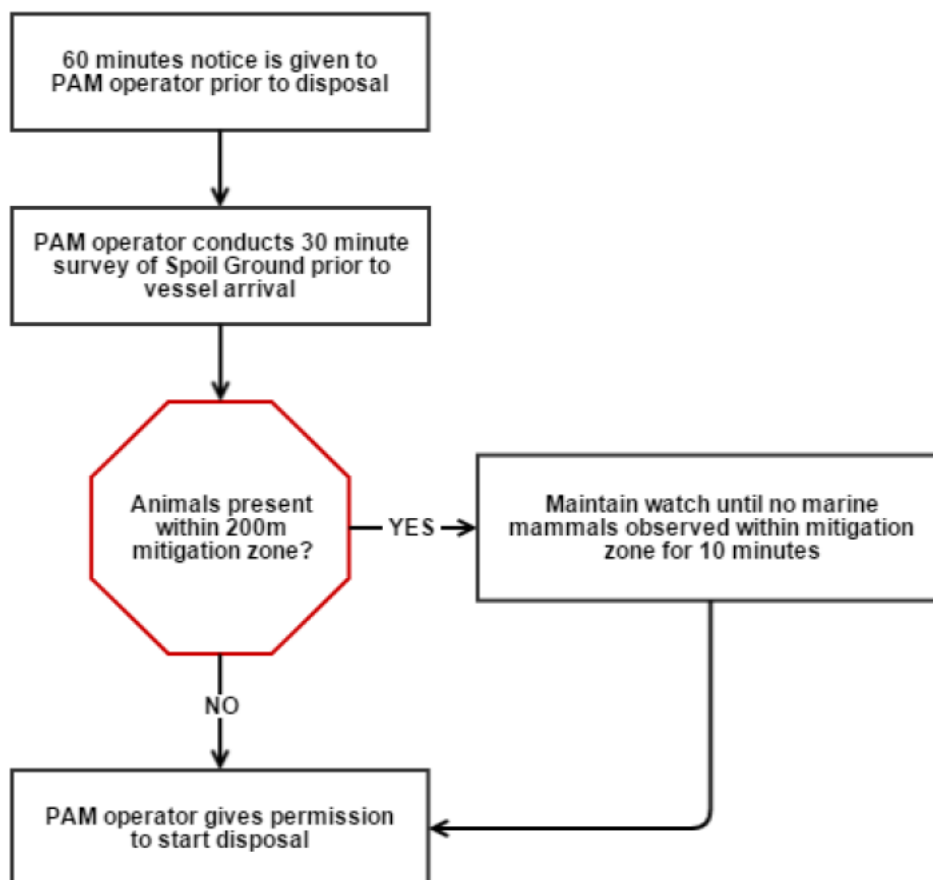 60 minutes notice is given to
PAM operator prior to disposal
PAM operator conducts 30 minute
survey of Spoil Ground prior to
vessel arrival
Animals present
within 200m
mitigation zone?
YES
Maintain watch until no marine
mammals observed within mitigation
zone for 10 minutes
NO
PAM operator gives permission
to start disposal